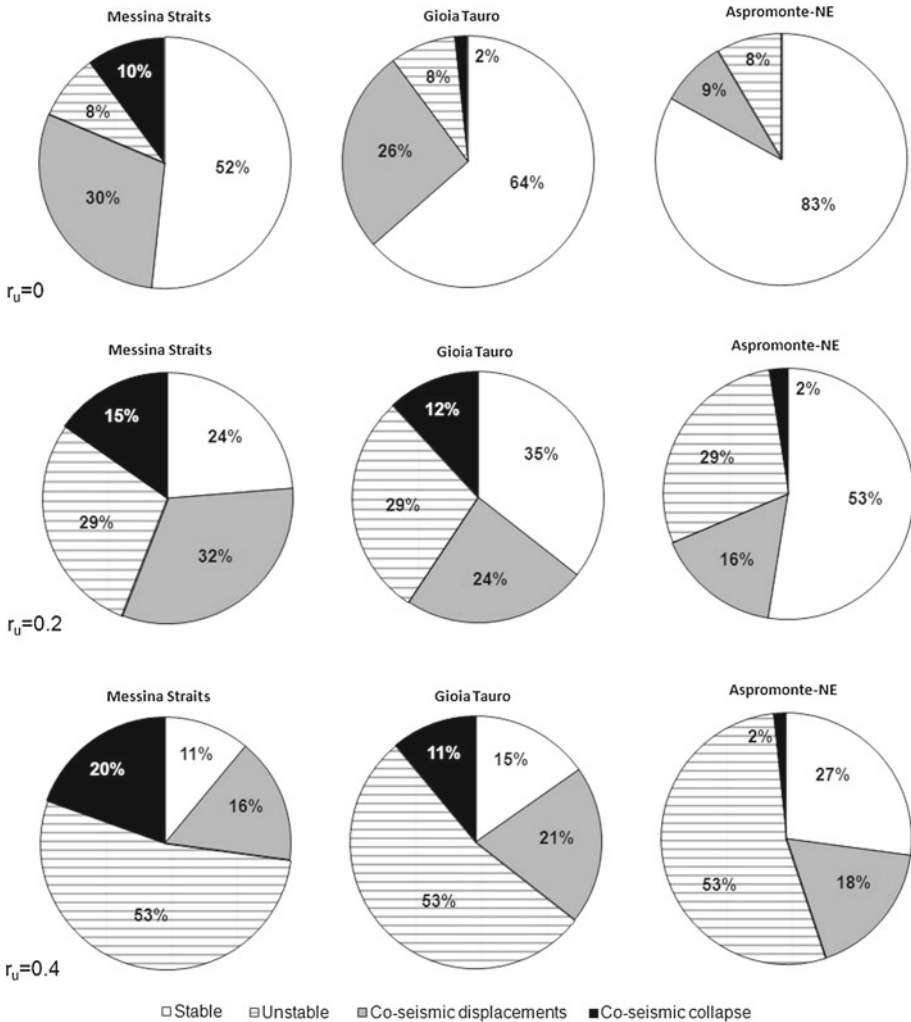 Messina Straits
Gioia Tauro
Aspromonte-NE
10%
8%
30%
52%
2%
8%
26%
64%
8%
9%
83%
r_u=0
Messina Straits
Gioia Tauro
Aspromonte-NE
15%
24%
29%
32%
12%
35%
29%
24%
2%
29%
53%
16%
r_u=0.2
Messina Straits
Gioia Tauro
Aspromonte-NE
20%
11%
16%
53%
11%
15%
21%
53%
2%
27%
53%
18%
r_u=0.4
Stable Unstable Co-seismic displacements Co-seismic collapse